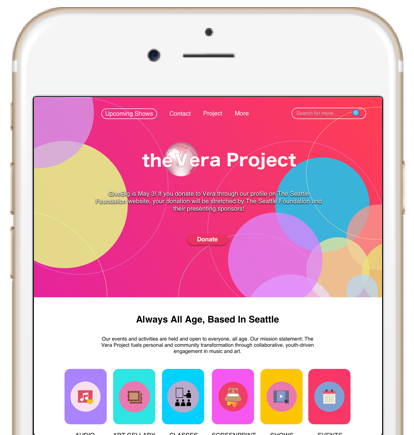 Upcoming Shows Contact Project More Search for more...
the Vera Project
GiveBig is May 3! If you donate to Vera through our profile on The Seattle
Foundation website, your donation will be stretched by The Seattle Foundation and
their presenting sponsors!
Donate
Always All Age, Based In Seattle
Our events and activities are held and open to everyone, all age. Our mission statement: The
Vera Project fuels personal and community transformation through collaborative, youth-driven
engagement in music and art.
AUDIO ART GELLARY CLASSES SCREENPRINT SHOWS EVENTS